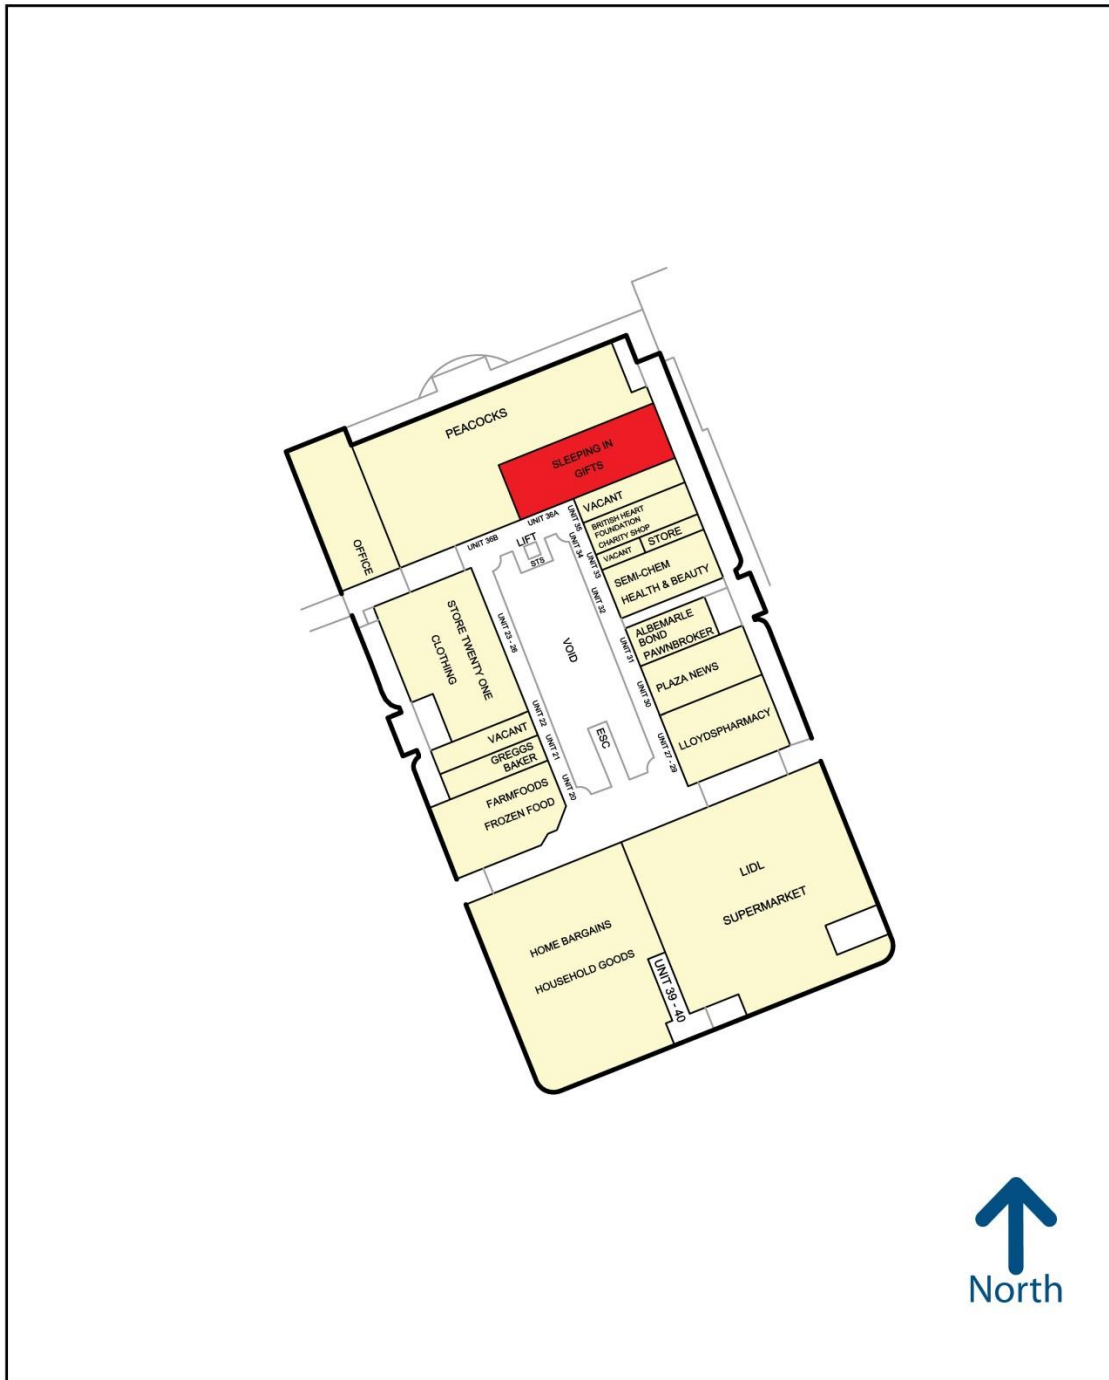 PEACOCKS
SLEEPING IN
GIFTS
VACANT
UNIT 36A
UNIT 35
BRITISH HEART
FOUNDATION
CHARITY SHOP
UNIT 36B
LIFT
STS
UNIT 34
VACANT
STORE
OFFICE
UNIT 33
SEMI-CHEM
HEALTH & BEAUTY
UNIT 32
STORE TWENTY ONE
CLOTHING
UNIT 23 - 26
VOID
ALBEMARLE
BOND
PAWNBROKER
UNIT 31
PLAZA NEWS
UNIT 30
VACANT
UNIT 22
GREGGS
BAKER
UNIT 21
ESC
LLOYDSPHARMACY
UNIT 27 - 29
FARMFOODS
FROZEN FOOD
UNIT 20
LIDL
SUPERMARKET
HOME BARGAINS
HOUSEHOLD GOODS
UNIT 39 - 40
North